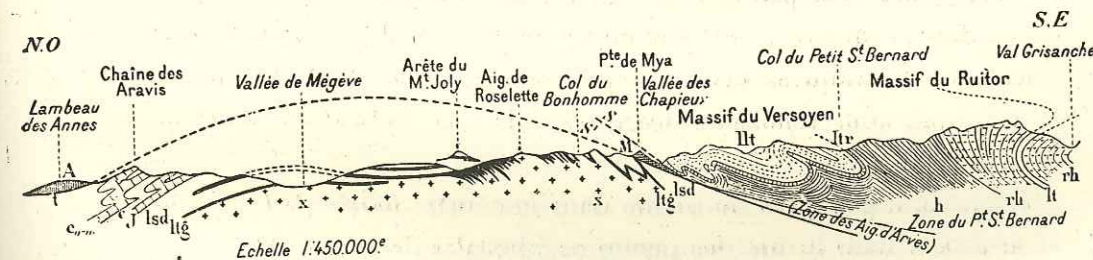 N.O
S.E
Lambeau
des Annes
Chaîne des
Aravis
Vallée de Mégève
Arête du
Mt Joly
Aig. de
Roselette
Col du
Bonhomme
Pte de Mya
Vallée des
Chapieux
Massif du Versoyen
Col du Petit St Bernard
Massif du Ruitor
Val Grisanche
A
t
c
J
lsd
ltg
x
x
s
s
M
ltg
lsd
llt
ltr
h
rh
lt
rh
(Zone des Aig. d'Arves)
Zone du Pt St Bernard
Echelle 1:450.000e